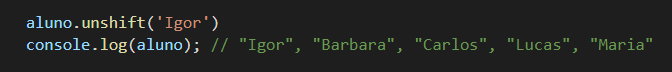 aluno.unshift('Igor')
console.log(aluno); // "Igor", "Barbara", "Carlos", "Lucas", "Maria"